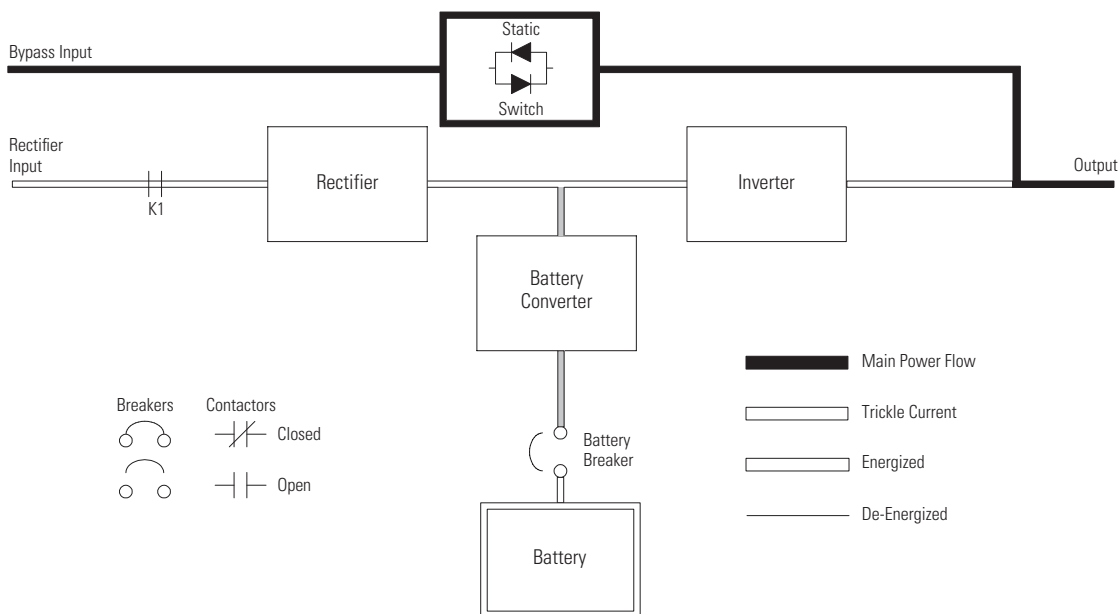 Static
Bypass Input
Switch
Rectifier
Input
Rectifier
Inverter
Output
K1
Battery
Converter
Main Power Flow
Breakers
Contactors
Trickle Current
Closed
Battery
Breaker
Energized
Open
De-Energized
Battery